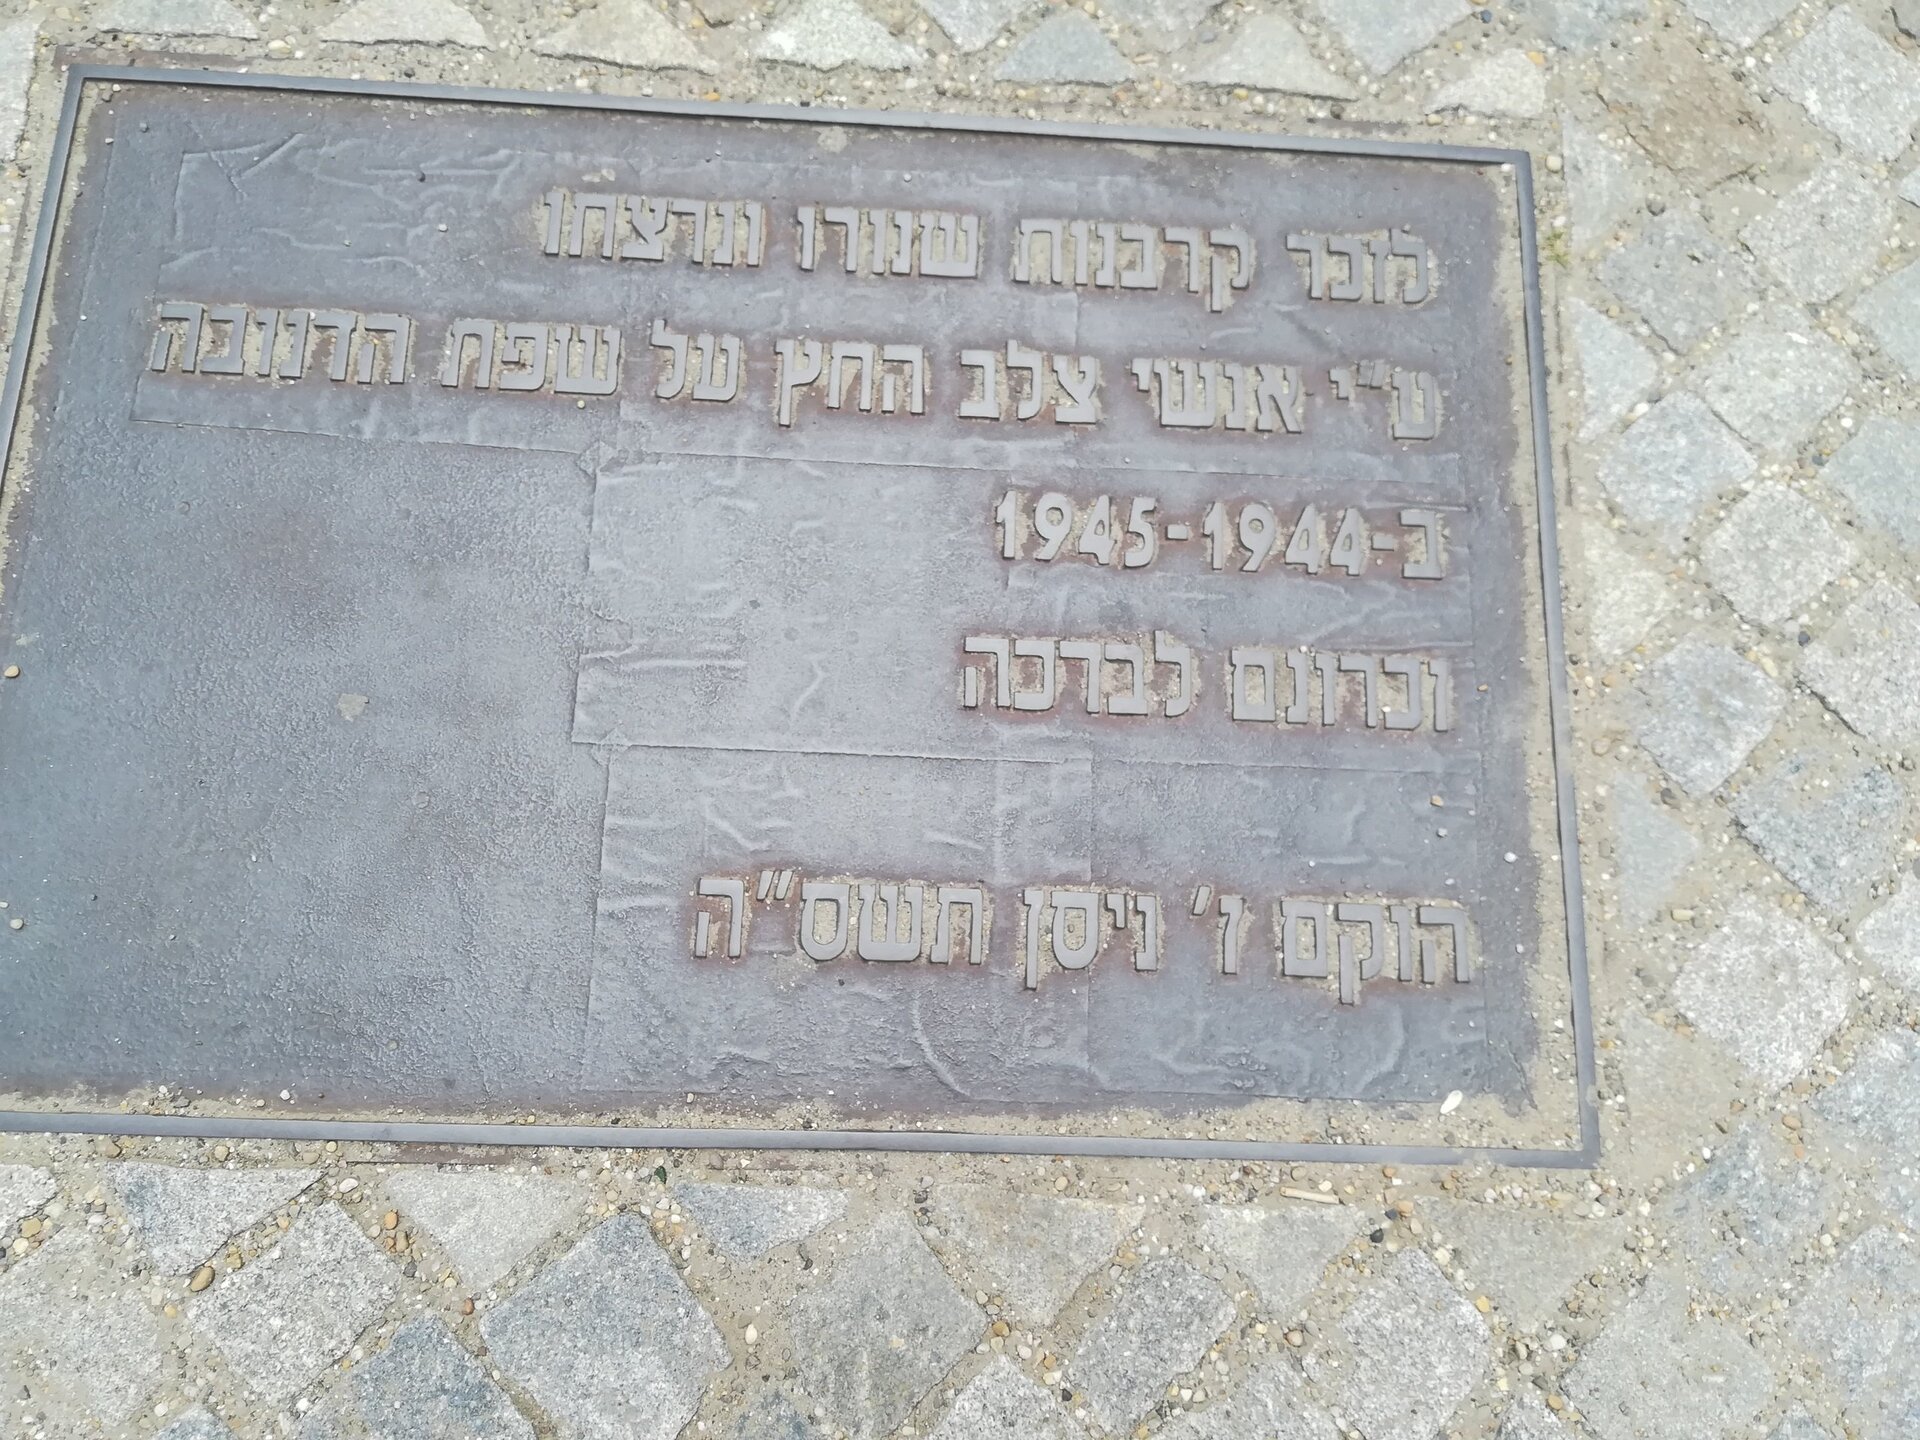 לזכר קרבנות שנורו ונרצחו
ע״י אנשי צלב החץ על שפת הדנובה
ב-1944-1945
זכרונם לברכה
הוקם ז׳ ניסן תשס״ה